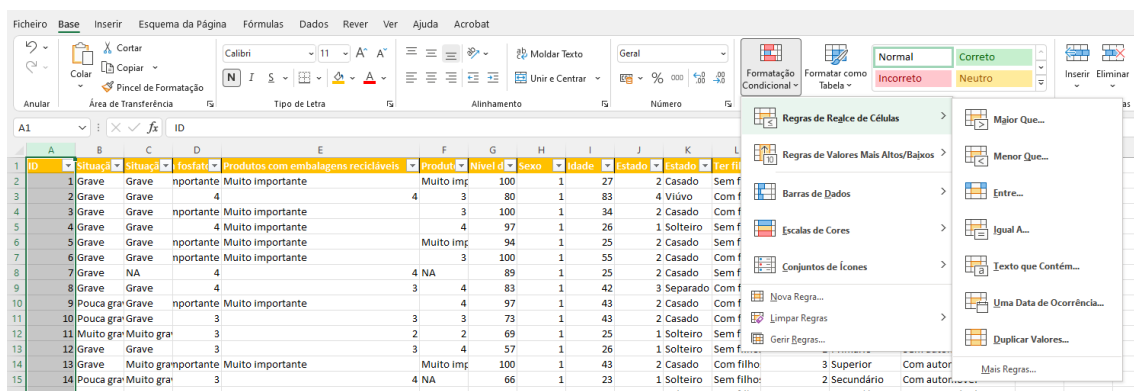 Ficheiro Base Inserir Esquema da Página Fórmulas Dados Rever Ver Ajuda Acrobat
Cortar
Copiar
Pincel de Formatação
Colar
Anular Área de Transferência
Calibri 11 A^ A˅
N I S A
Tipo de Letra
Moldar Texto
Unir e Centrar
Alinhamento
Geral
% 000
Número
Formatação Condicional
Formatar como Tabela
Normal Correto
Incorreto Neutro
Inserir Eliminar
A1 fx ID
A B C D E F G H I J K L
1 ID Situaçã Situaçã fosfato Produtos com embalagens recicláveis Produto Nível d Sexo Idade Estado Estado Ter fil
2 1 Grave Grave nportante Muito importante Muito imp 100 1 27 2 Casado Sem f
3 2 Grave Grave 4 4 3 80 1 83 4 Viúvo Com f
4 3 Grave Grave nportante Muito importante 3 100 1 34 2 Casado Com f
5 4 Grave Grave 4 Muito importante 4 97 1 26 1 Solteiro Sem f
6 5 Grave Grave nportante Muito importante Muito imp 94 1 25 2 Casado Sem f
7 6 Grave Grave nportante Muito importante 3 100 1 55 2 Casado Com f
8 7 Grave NA 4 4 NA 89 1 25 2 Casado Sem f
9 8 Grave Grave 4 3 4 83 1 42 3 Separado Com f
10 9 Pouca gra Grave nportante Muito importante 4 97 1 43 2 Casado Com f
11 10 Pouca gra Grave 3 3 3 73 1 43 2 Casado Com f
12 11 Muito gra Muito gra 3 2 2 69 1 25 1 Solteiro Sem f
13 12 Grave Grave 3 3 4 57 1 26 1 Solteiro Sem f
14 13 Grave Muito gra nportante Muito importante Muito imp 100 1 43 2 Casado Com filho 3 Superior Com autor
15 14 Pouca gra Muito gra 3 4 NA 66 1 23 1 Solteiro Sem filho 2 Secundário Com autor
Regras de Realce de Células
Regras de Valores Mais Altos/Baixos
Barras de Dados
Escalas de Cores
Conjuntos de Ícones
Nova Regra...
Limpar Regras
Gerir Regras...
Maior Que...
Menor Que...
Entre...
Igual A...
Texto que Contém...
Uma Data de Ocorrência...
Duplicar Valores...
Mais Regras...